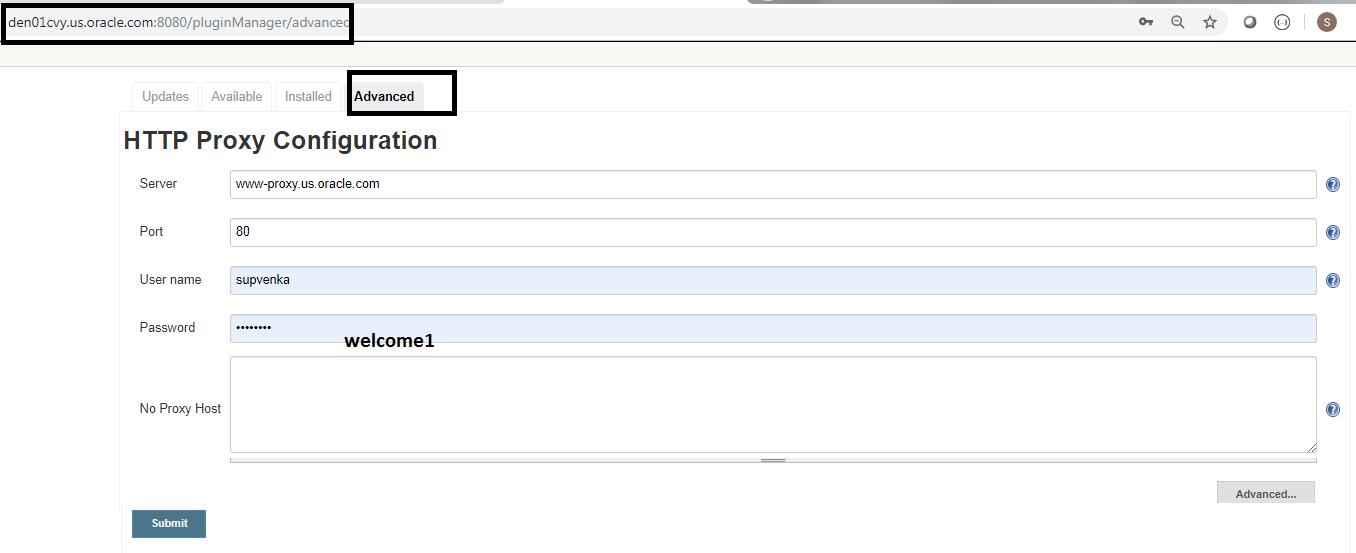 den01cvy.us.oracle.com:8080/pluginManager/advanced
S
Updates Available Installed Advanced
HTTP Proxy Configuration
Server www-proxy.us.oracle.com
Port 80
User name supvenka
Password ••••••••
welcome1
No Proxy Host
Advanced...
Submit